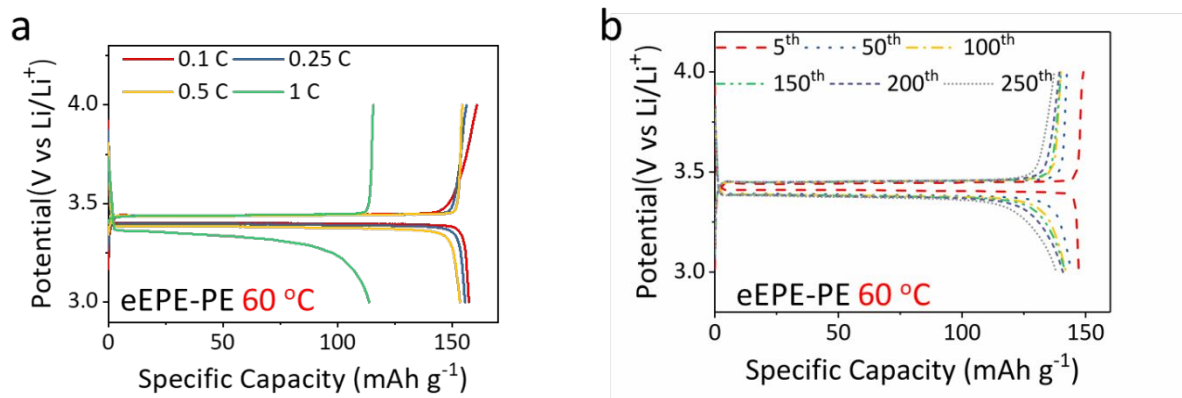 a
0.1 C 0.25 C
0.5 C 1 C
4.0
3.5
3.0
Potential(V vs Li/Li⁺)
eEPE-PE 60 °C
0 50 100 150
Specific Capacity (mAh g⁻¹)
b
5ᵗʰ 50ᵗʰ 100ᵗʰ
150ᵗʰ 200ᵗʰ 250ᵗʰ
4.0
3.5
3.0
Potential(V vs Li/Li⁺)
eEPE-PE 60 °C
0 50 100 150
Specific Capacity (mAh g⁻¹)